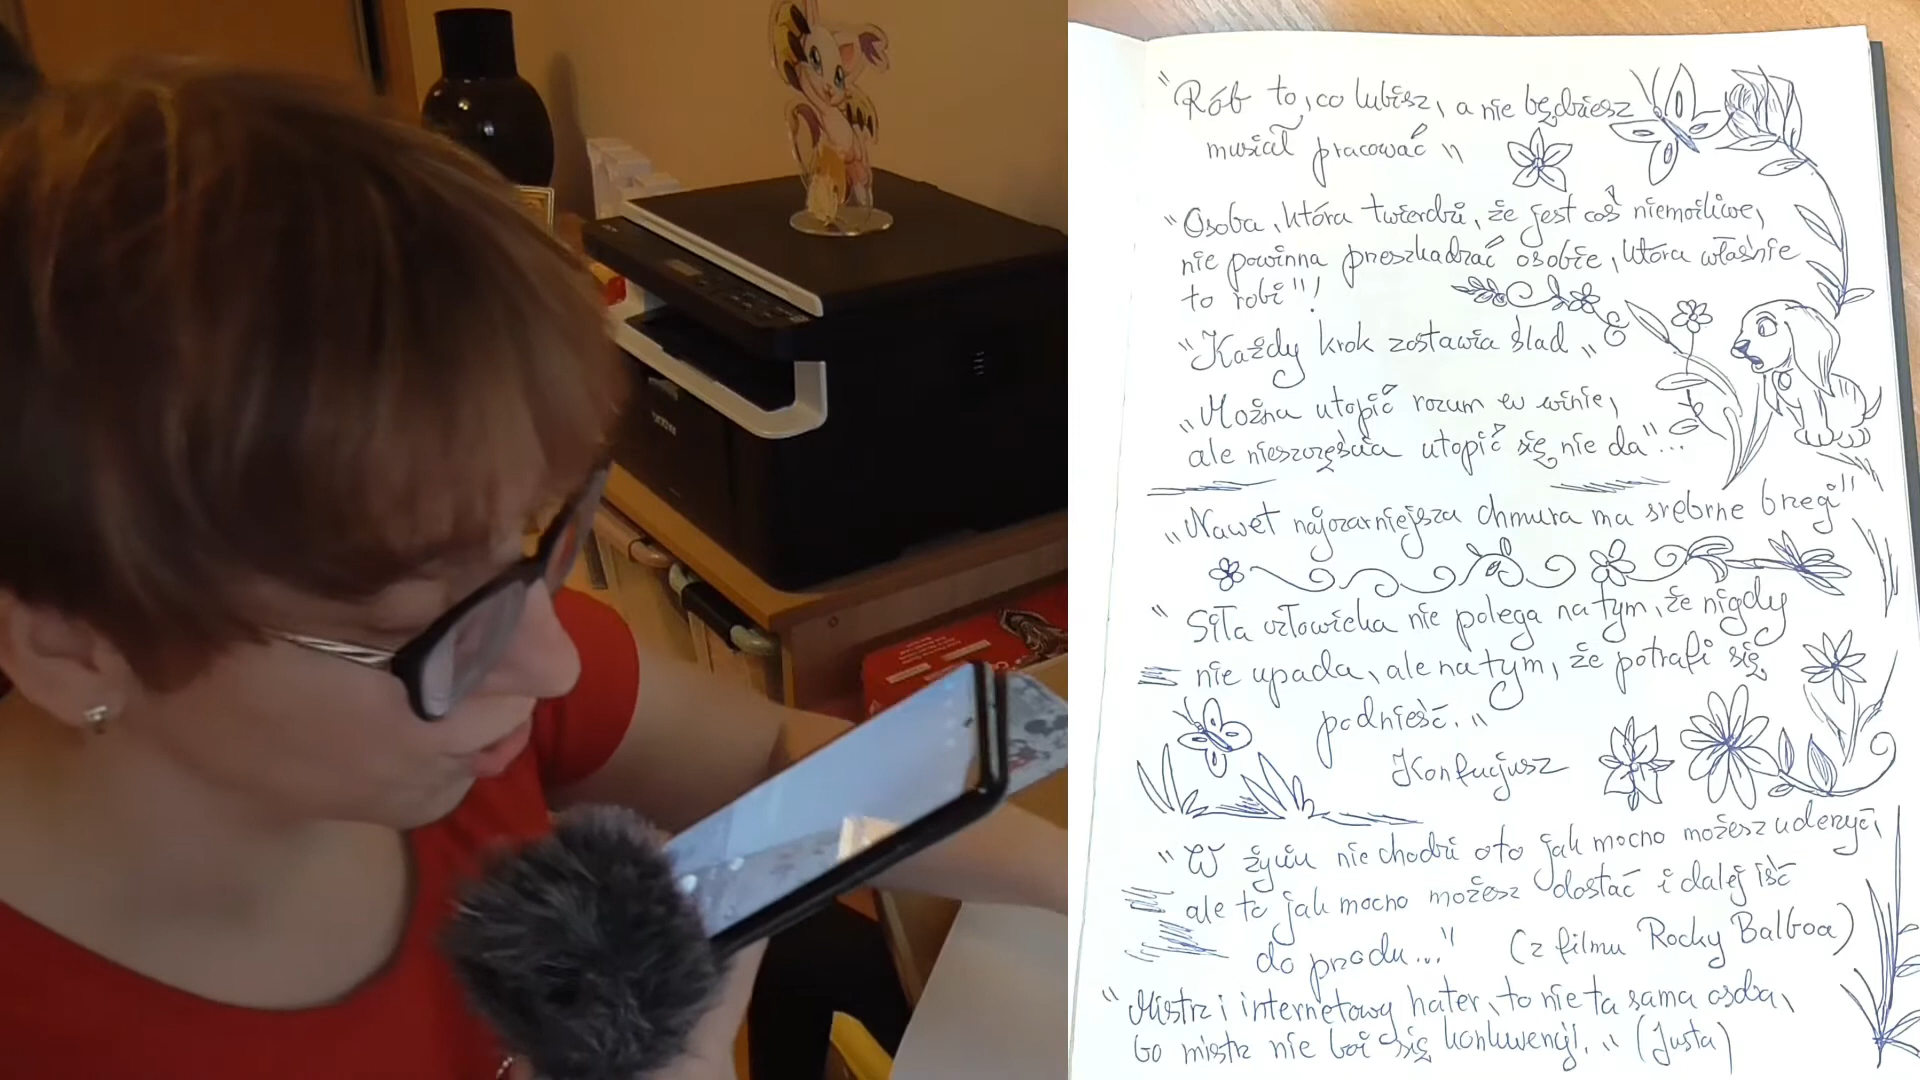 brother
"Rób to, co lubisz, a nie będziesz
musiał pracować"
"Osoba, która twierdzi, że jest coś niemożliwe,
nie powinna preszkadzać osobie, która właśnie
to robi"!
"Każdy krok zostawia ślad"
"Można utopić rozum w winie,
ale nieszczęścia utopić się nie da"...
"Nawet najczarniejsza chmura ma srebrne brzegi"
"Siła człowieka nie polega na tym, że nigdy
nie upada, ale na tym, że potrafi się
podnieść."
Konfucjusz
"W życiu nie chodzi oto jak mocno możesz uderzyć,
ale to jak mocno możesz dostać i dalej iść
do przodu..." (z filmu Rocky Balboa)
"Mistrz i internetowy hater, to nie ta sama osoba,
bo mistrz nie boi się konkurencji." (Justa)